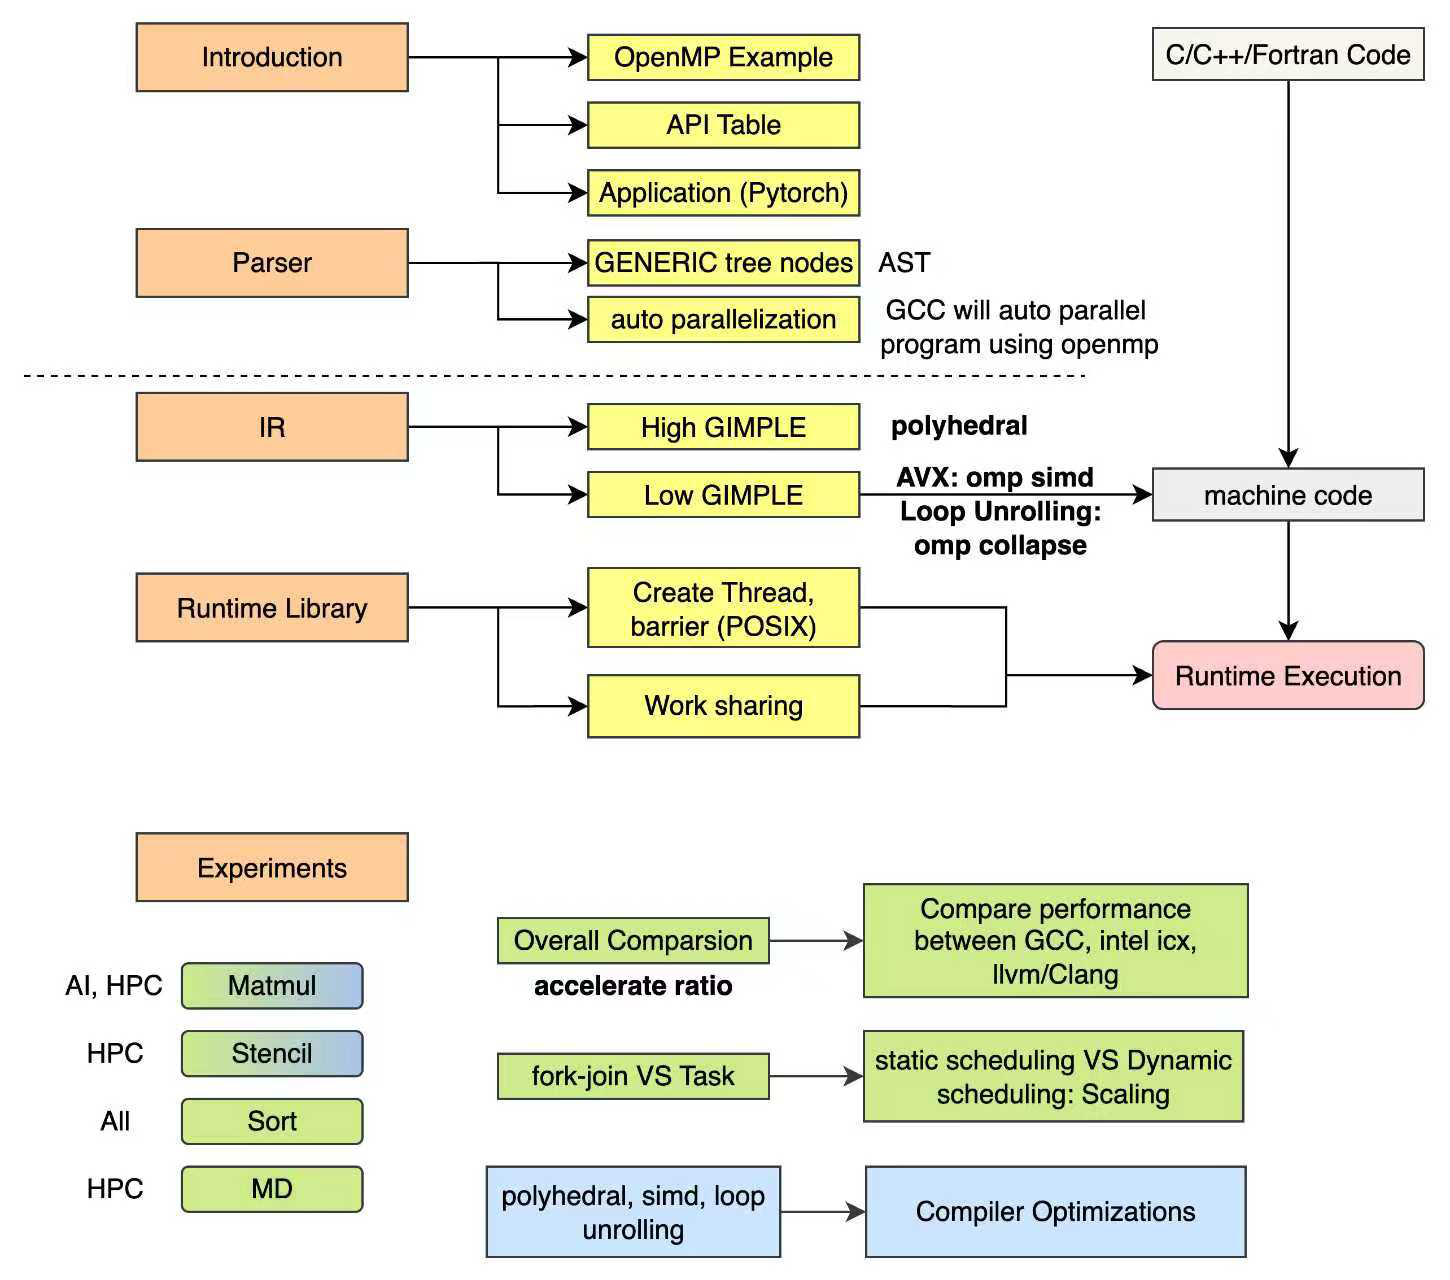 Introduction
OpenMP Example
C/C++/Fortran Code
API Table
Application (Pytorch)
Parser
GENERIC tree nodes
AST
auto parallelization
GCC will auto parallel
program using openmp
IR
High GIMPLE
polyhedral
Low GIMPLE
AVX: omp simd
Loop Unrolling:
omp collapse
machine code
Runtime Library
Create Thread,
barrier (POSIX)
Work sharing
Runtime Execution
Experiments
AI, HPC
Matmul
HPC
Stencil
All
Sort
HPC
MD
Overall Comparsion
accelerate ratio
Compare performance
between GCC, intel icx,
llvm/Clang
fork-join VS Task
static scheduling VS Dynamic
scheduling: Scaling
polyhedral, simd, loop
unrolling
Compiler Optimizations